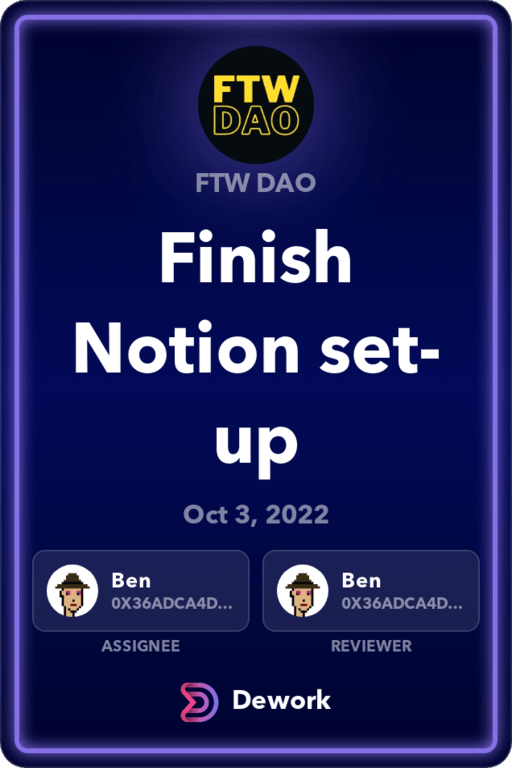 FTW
DAO
FTW DAO
Finish
Notion set-
up
Oct 3, 2022
Ben
0X36ADCA4D...
ASSIGNEE
Ben
0X36ADCA4D...
REVIEWER
Dework